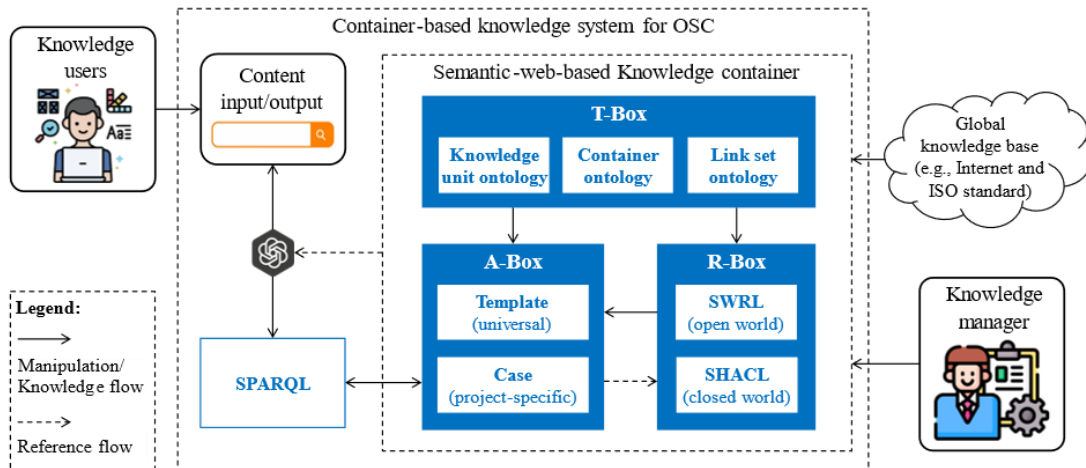 Container-based knowledge system for OSC
Knowledge
users
Content
input/output
Semantic-web-based Knowledge container
T-Box
Knowledge
unit ontology
Container
ontology
Link set
ontology
Global
knowledge base
(e.g., Internet and
ISO standard)
A-Box
Template
(universal)
Case
(project-specific)
R-Box
SWRL
(open world)
SHACL
(closed world)
Knowledge
manager
SPARQL
Legend:
Manipulation/
Knowledge flow
Reference flow
Aa